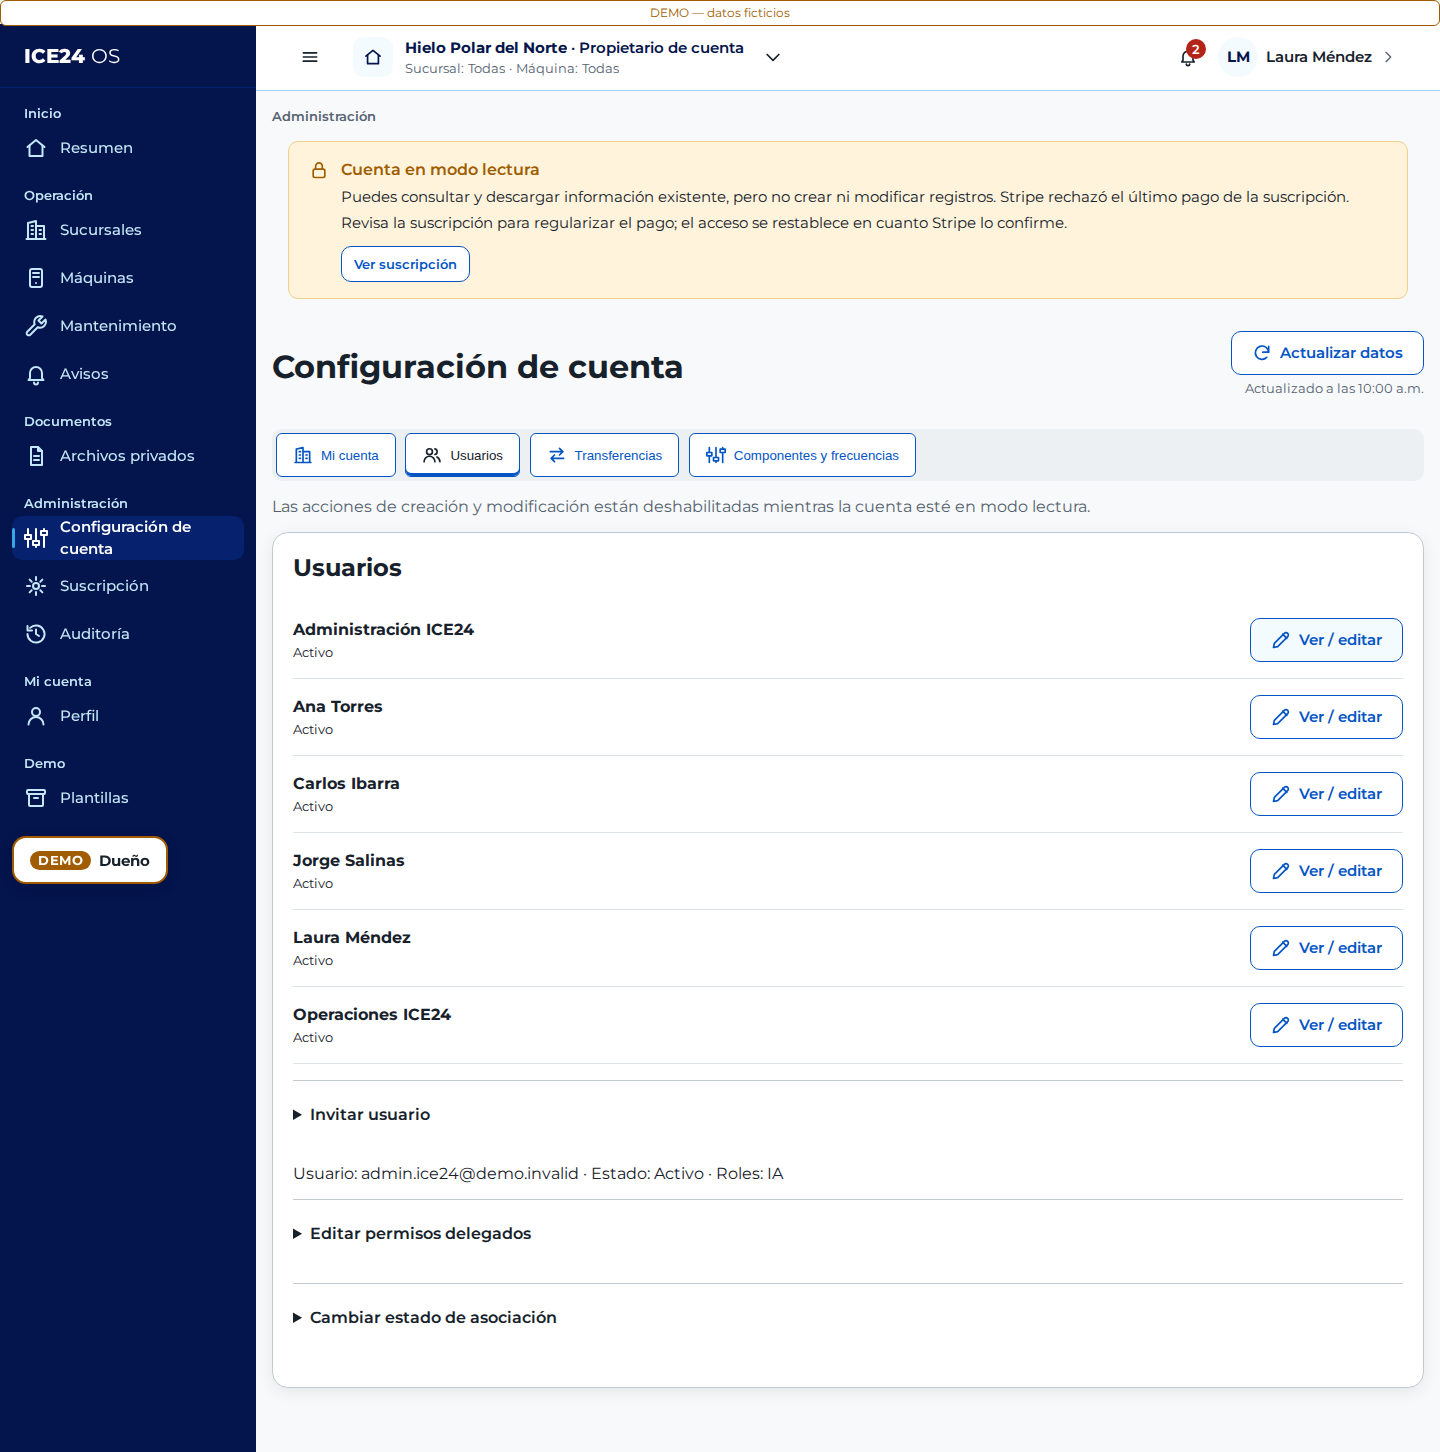 DEMO — datos ficticios
ICE24 OS
Inicio
Resumen
Operación
Sucursales
Máquinas
Mantenimiento
Avisos
Documentos
Archivos privados
Administración
Configuración de
cuenta
Suscripción
Auditoría
Mi cuenta
Perfil
Demo
Plantillas
DEMO Dueño
Hielo Polar del Norte · Propietario de cuenta
Sucursal: Todas · Máquina: Todas
2
LM Laura Méndez
Administración
Cuenta en modo lectura
Puedes consultar y descargar información existente, pero no crear ni modificar registros. Stripe rechazó el último pago de la suscripción.
Revisa la suscripción para regularizar el pago; el acceso se restablece en cuanto Stripe lo confirme.
Ver suscripción
Configuración de cuenta
Actualizar datos
Actualizado a las 10:00 a.m.
Mi cuenta Usuarios Transferencias Componentes y frecuencias
Las acciones de creación y modificación están deshabilitadas mientras la cuenta esté en modo lectura.
Usuarios
Administración ICE24
Activo
Ver / editar
Ana Torres
Activo
Ver / editar
Carlos Ibarra
Activo
Ver / editar
Jorge Salinas
Activo
Ver / editar
Laura Méndez
Activo
Ver / editar
Operaciones ICE24
Activo
Ver / editar
Invitar usuario
Usuario: admin.ice24@demo.invalid · Estado: Activo · Roles: IA
Editar permisos delegados
Cambiar estado de asociación